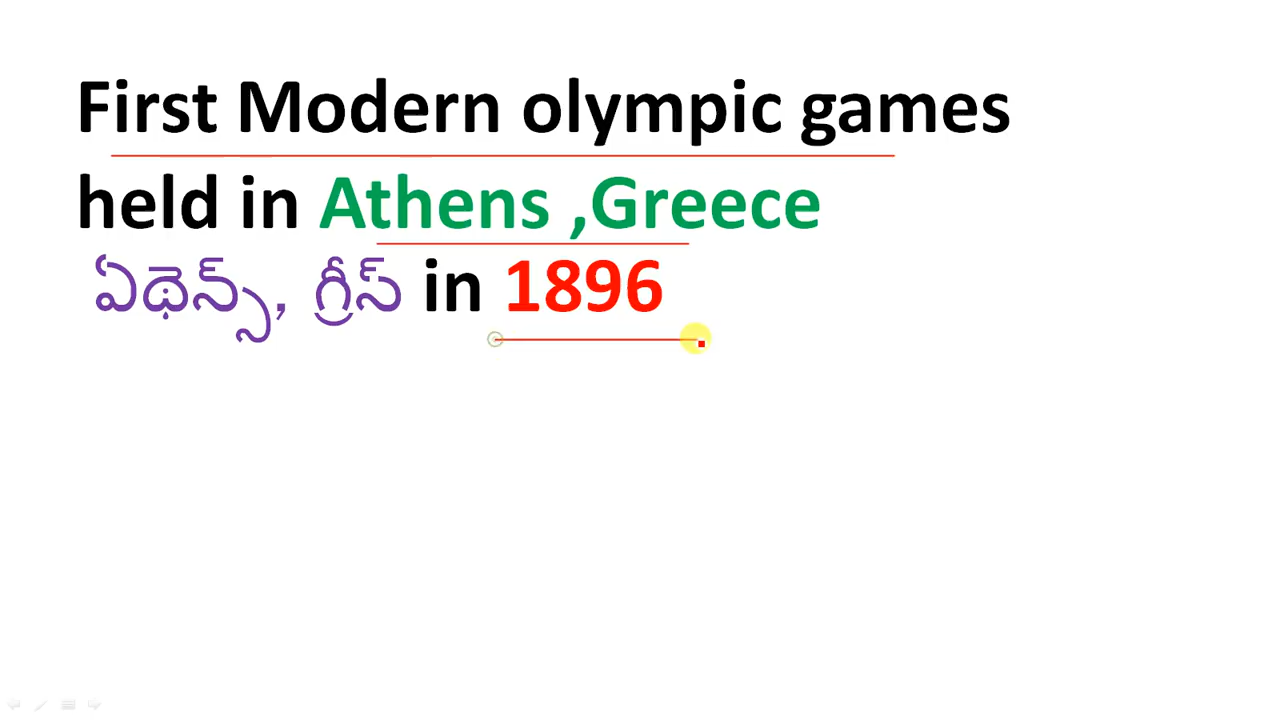 First Modern olympic games
held in Athens ,Greece
ఏథెన్స్, గ్రీస్ in 1896